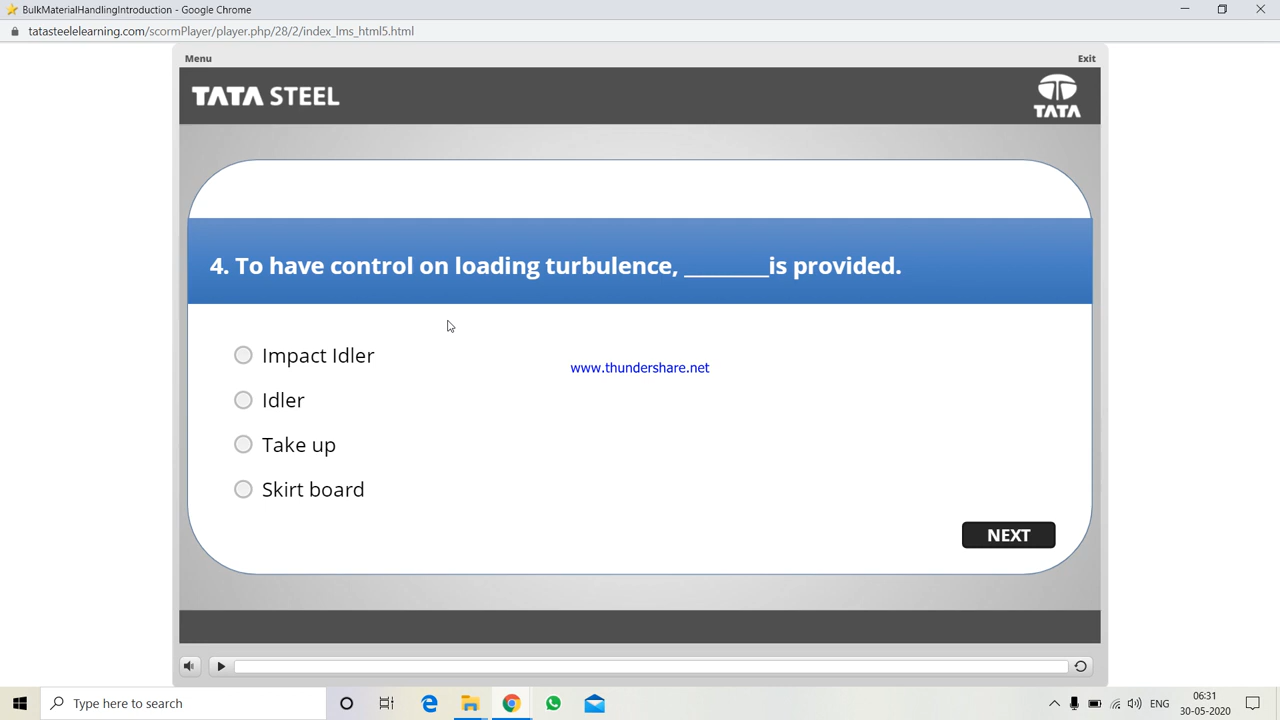 BulkMaterialHandlingIntroduction - Google Chrome
tatasteelelearning.com/scormPlayer/player.php/28/2/index_lms_html5.html
Menu
Exit
TATA STEEL
TATA
4. To have control on loading turbulence, ________is provided.
Impact Idler
www.thundershare.net
Idler
Take up
Skirt board
NEXT
Type here to search
ENG
06:31
30-05-2020